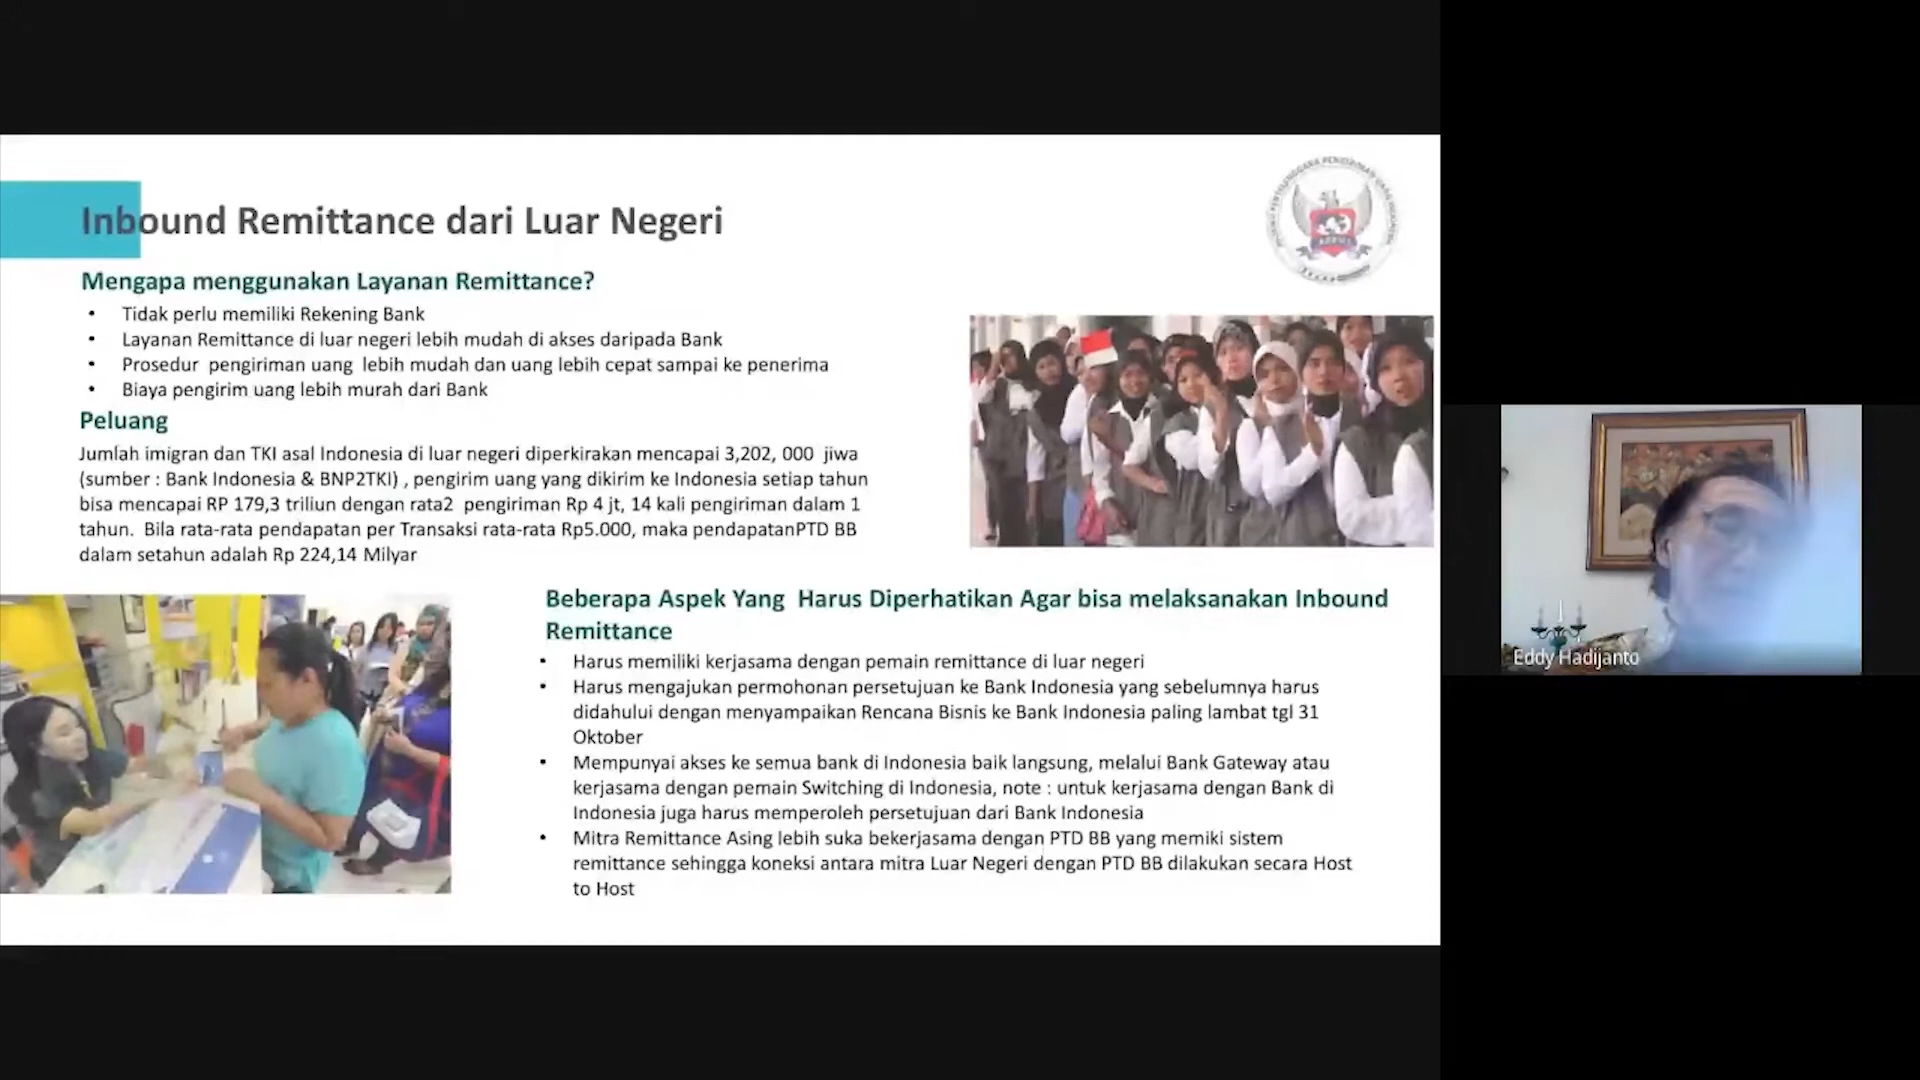 Inbound Remittance dari Luar Negeri
Mengapa menggunakan Layanan Remittance?
• Tidak perlu memiliki Rekening Bank
• Layanan Remittance di luar negeri lebih mudah di akses daripada Bank
• Prosedur pengiriman uang lebih mudah dan uang lebih cepat sampai ke penerima
• Biaya pengirim uang lebih murah dari Bank
Peluang
Jumlah imigran dan TKI asal Indonesia di luar negeri diperkirakan mencapai 3,202, 000 jiwa
(sumber : Bank Indonesia & BNP2TKI) , pengirim uang yang dikirim ke Indonesia setiap tahun
bisa mencapai RP 179,3 triliun dengan rata2 pengiriman Rp 4 jt, 14 kali pengiriman dalam 1
tahun. Bila rata-rata pendapatan per Transaksi rata-rata Rp5.000, maka pendapatanPTD BB
dalam setahun adalah Rp 224,14 Milyar
Beberapa Aspek Yang Harus Diperhatikan Agar bisa melaksanakan Inbound
Remittance
• Harus memiliki kerjasama dengan pemain remittance di luar negeri
• Harus mengajukan permohonan persetujuan ke Bank Indonesia yang sebelumnya harus
didahului dengan menyampaikan Rencana Bisnis ke Bank Indonesia paling lambat tgl 31
Oktober
• Mempunyai akses ke semua bank di Indonesia baik langsung, melalui Bank Gateway atau
kerjasama dengan pemain Switching di Indonesia, note : untuk kerjasama dengan Bank di
Indonesia juga harus memperoleh persetujuan dari Bank Indonesia
• Mitra Remittance Asing lebih suka bekerjasama dengan PTD BB yang memiki sistem
remittance sehingga koneksi antara mitra Luar Negeri dengan PTD BB dilakukan secara Host
to Host
Eddy Hadijanto